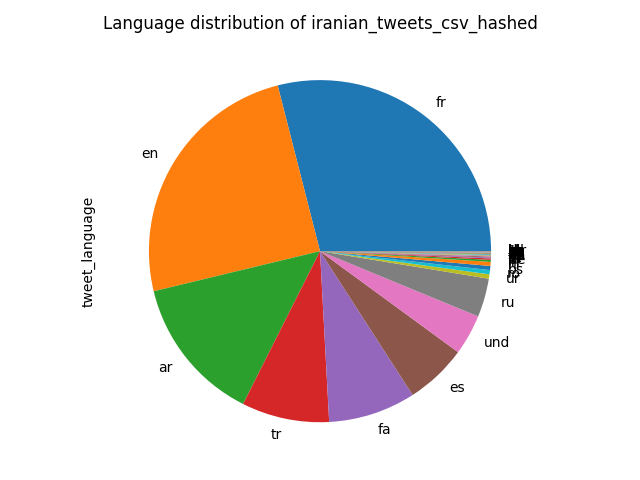 Language distribution of iranian_tweets_csv_hashed
fr
en
tweet_language
ar
tr
fa
es
und
ru
ur